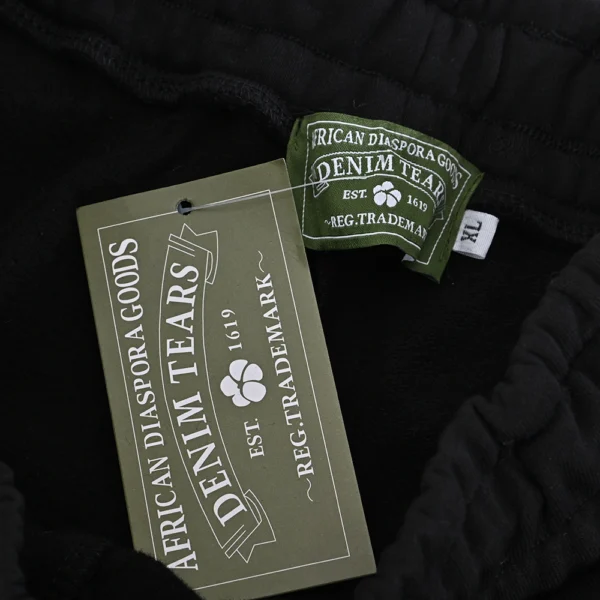 AFRICAN DIASPORA GOODS
DENIM TEARS
EST. 1619
~REG.TRADEMARK~
AFRICAN DIASPORA GOODS
DENIM TEARS
EST. 1619
~REG.TRADEMAR
XL